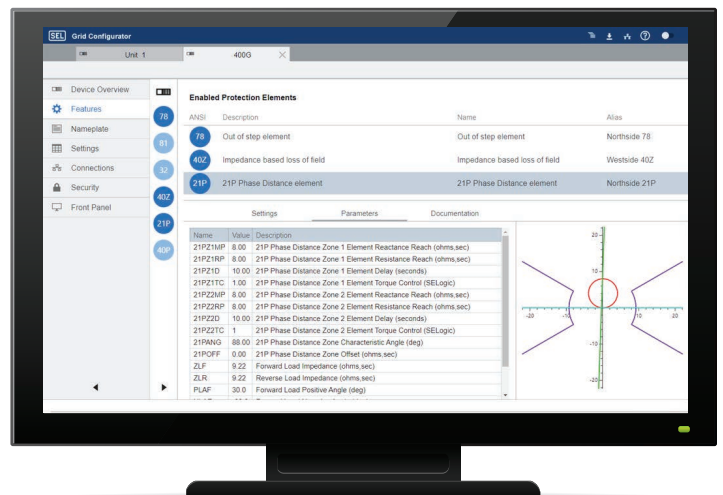 SEL Grid Configurator
Unit 1
400G
Device Overview
Features
Nameplate
Settings
Connections
Security
Front Panel
78
81
32
40Z
21P
40P
Enabled Protection Elements
ANSI Description Name Alias
78 Out of step element Out of step element Northside 78
40Z Impedance based loss of field Impedance based loss of field Westside 40Z
21P 21P Phase Distance element 21P Phase Distance element Northside 21P
Settings Parameters Documentation
Name Value Description
21PZ1MP 8.00 21P Phase Distance Zone 1 Element Reactance Reach (ohms,sec)
21PZ1RP 8.00 21P Phase Distance Zone 1 Element Resistance Reach (ohms,sec)
21PZ1D 10.00 21P Phase Distance Zone 1 Element Delay (seconds)
21PZ1TC 1.00 21P Phase Distance Zone 1 Element Torque Control (SELogic)
21PZ2MP 8.00 21P Phase Distance Zone 2 Element Reactance Reach (ohms,sec)
21PZ2RP 8.00 21P Phase Distance Zone 2 Element Resistance Reach (ohms,sec)
21PZ2D 10.00 21P Phase Distance Zone 2 Element Delay (seconds)
21PZ2TC 1 21P Phase Distance Zone 2 Element Torque Control (SELogic)
21PANG 88.00 21P Phase Distance Zone Characteristic Angle (deg)
21POFF 0.00 21P Phase Distance Zone Offset (ohms,sec)
ZLF 9.22 Forward Load Impedance (ohms,sec)
ZLR 9.22 Reverse Load Impedance (ohms,sec)
PLAF 30.0 Forward Load Positive Angle (deg)
20
10
-20 -10 10 20
-10
-20